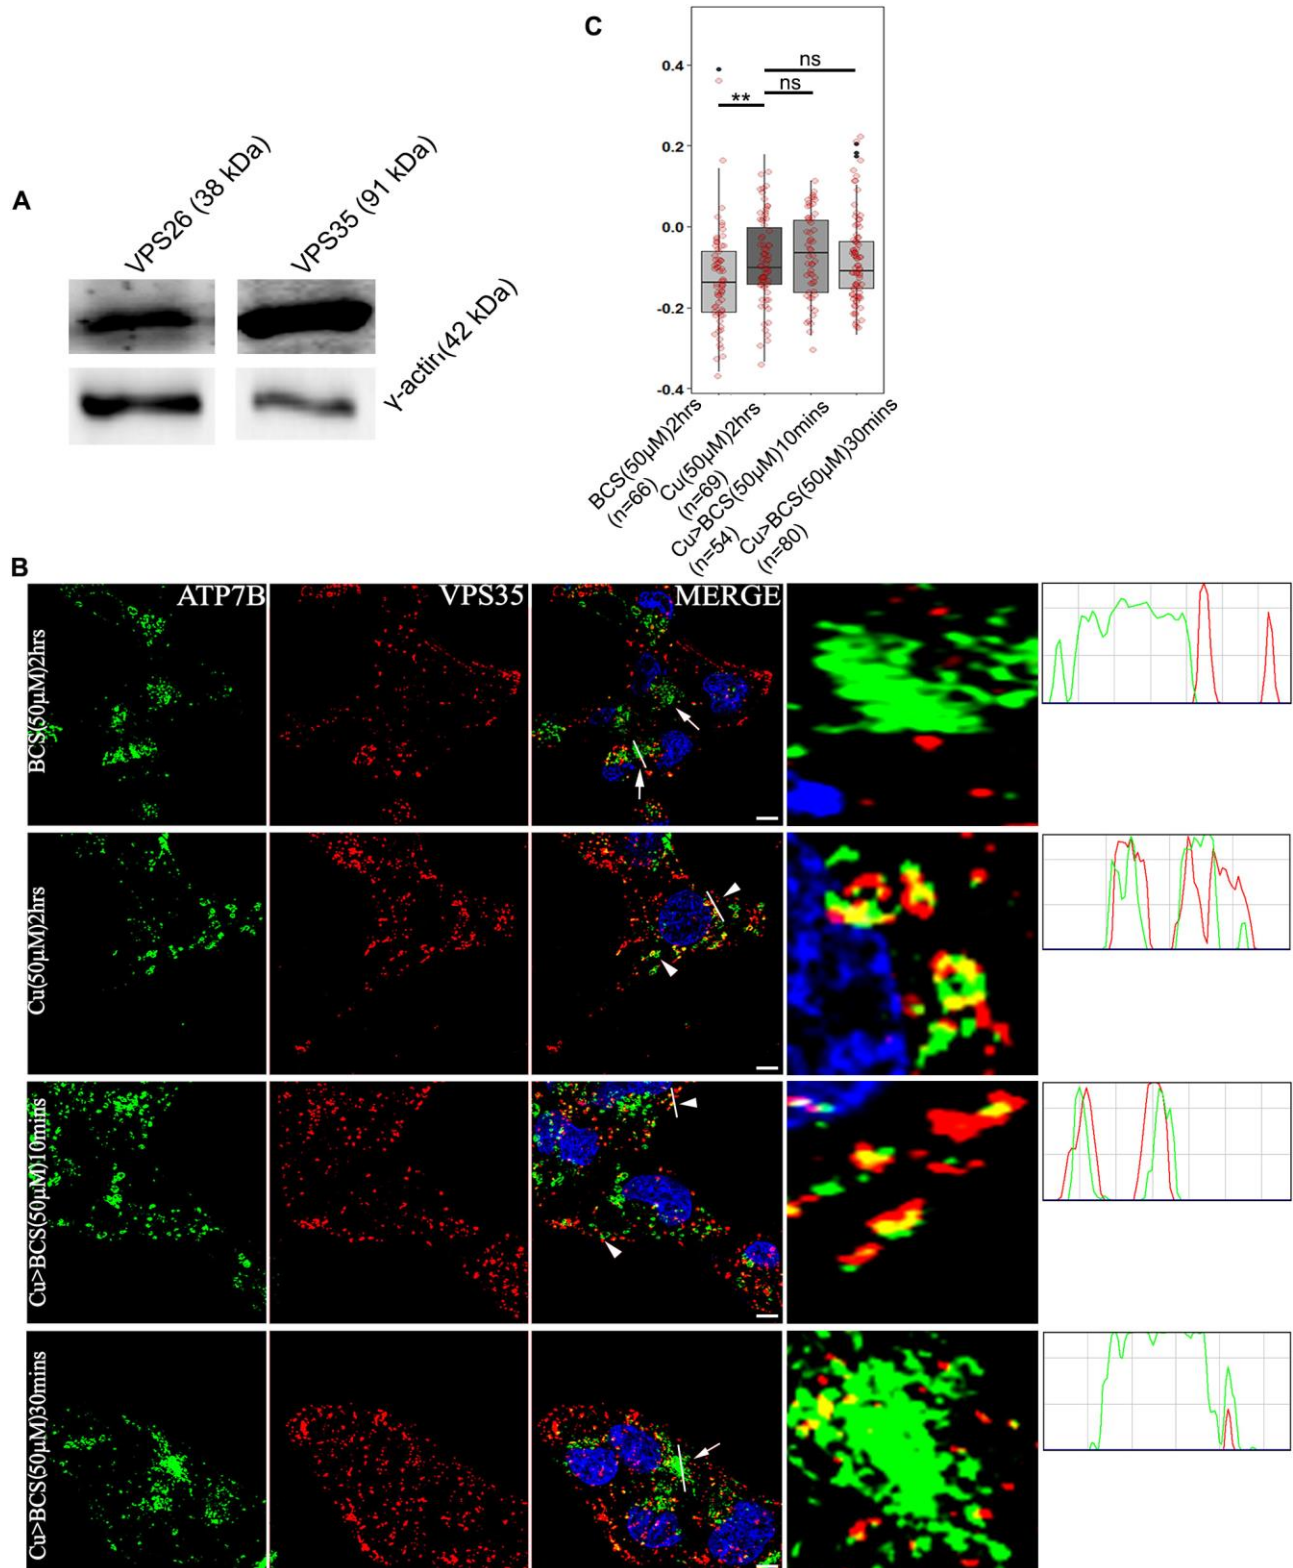 C
0.4
0.2
0.0
-0.2
-0.4
ns
ns
**
BCS(50µM)2hrs
(n=66)
Cu(50µM)2hrs
(n=69)
Cu>BCS(50µM)10mins
(n=54)
Cu>BCS(50µM)30mins
(n=80)
A
VPS26 (38 kDa)
VPS35 (91 kDa)
γ-actin(42 kDa)
B
ATP7B
VPS35
MERGE
BCS(50µM)2hrs
Cu(50µM)2hrs
Cu>BCS(50µM)10mins
Cu>BCS(50µM)30mins